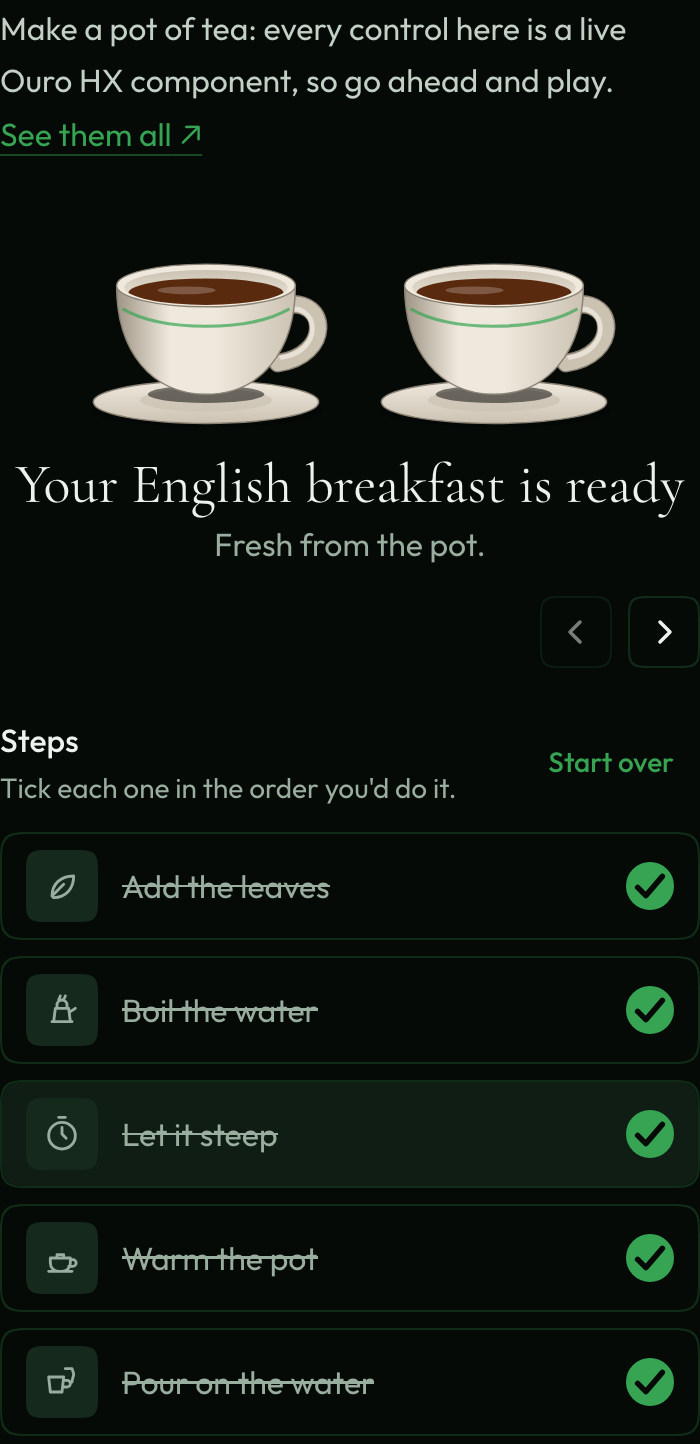 Make a pot of tea: every control here is a live
Ouro HX component, so go ahead and play.
See them all ↗
Your English breakfast is ready
Fresh from the pot.
Steps
Start over
Tick each one in the order you'd do it.
Add the leaves
Boil the water
Let it steep
Warm the pot
Pour on the water